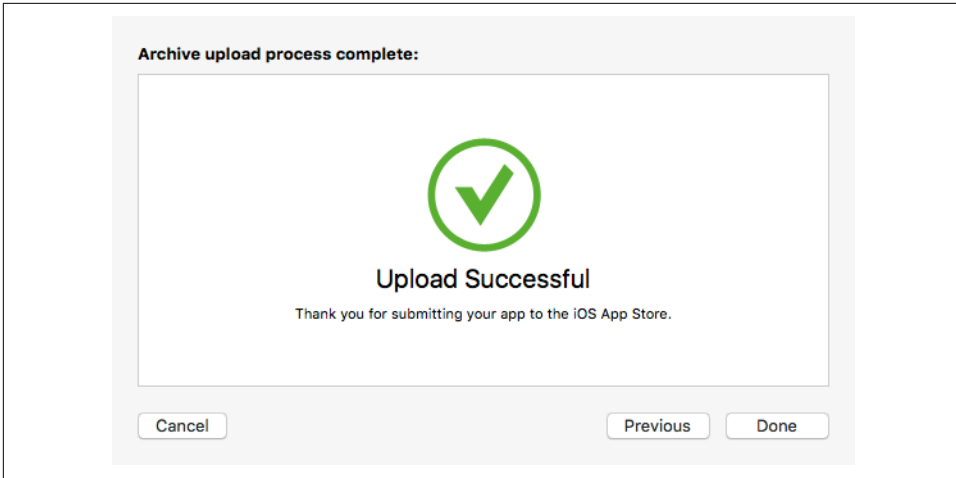 Archive upload process complete:
Upload Successful
Thank you for submitting your app to the iOS App Store.
Cancel
Previous
Done